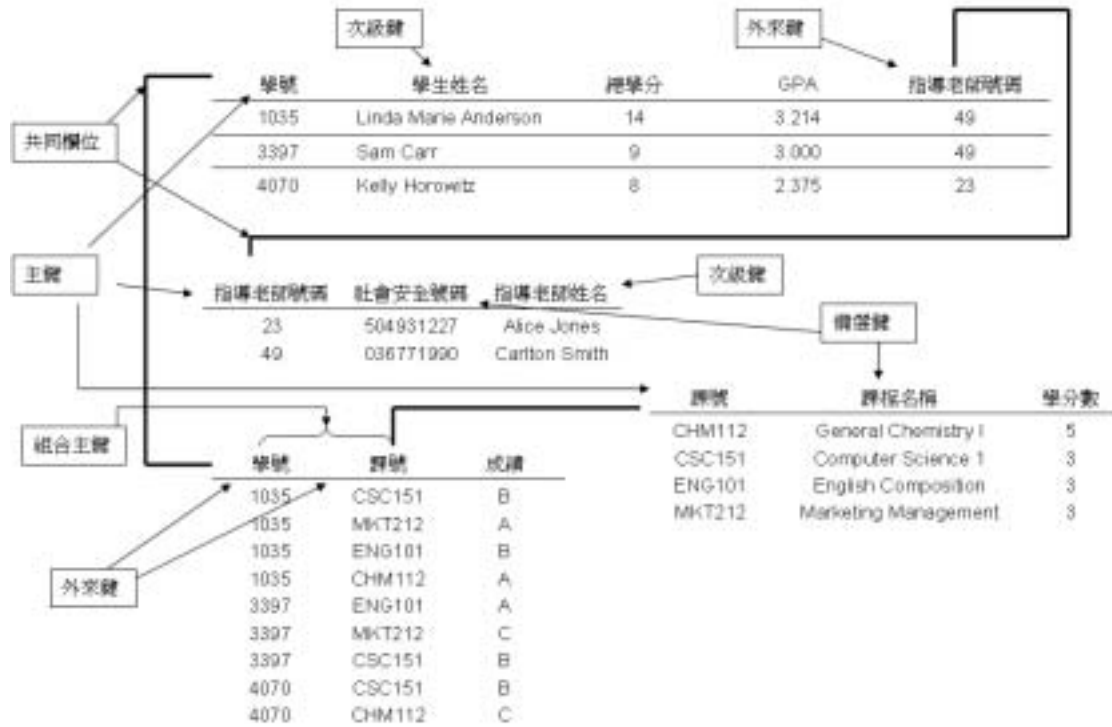 次級鍵 外來鍵
學號 學生姓名 總學分 GPA 指導老師號碼
1035 Linda Marie Anderson 14 3.214 49
共同欄位
3397 Sam Carr 9 3.000 49
4070 Kelly Horowitz 8 2.375 23
主鍵 次級鍵
指導老師號碼 社會安全號碼 指導老師姓名
23 504931227 Alice Jones
備選鍵
49 036771990 Carlton Smith
課號 課程名稱 學分數
CHM112 General Chemistry I 5
組合主鍵
CSC151 Computer Science 1 3
學號 課號 成績
ENG101 English Composition 3
1035 CSC151 B
MKT212 Marketing Management 3
1035 MKT212 A
1035 ENG101 B
外來鍵
1035 CHM112 A
3397 ENG101 A
3397 MKT212 C
3397 CSC151 B
4070 CSC151 B
4070 CHM112 C